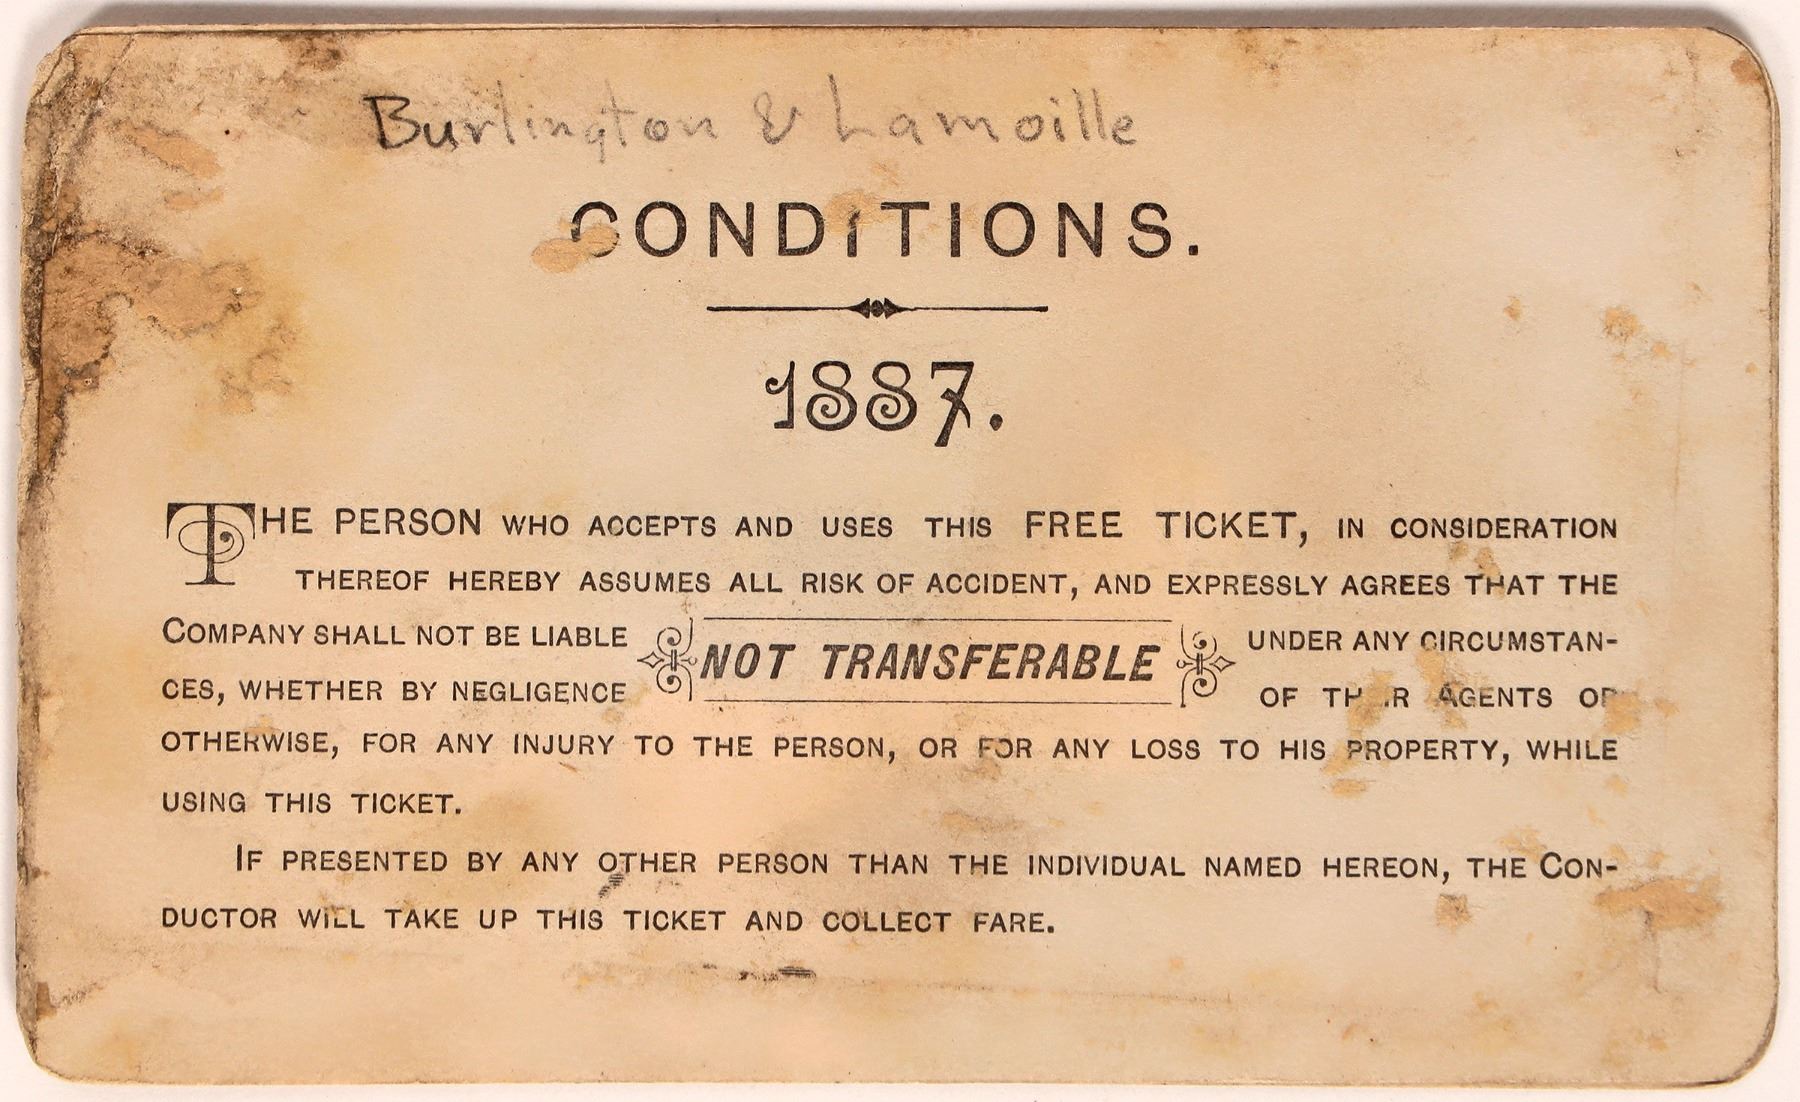 Burlington & Lamoille
CONDITIONS.
1887.
THE PERSON WHO ACCEPTS AND USES THIS FREE TICKET, IN CONSIDERATION
THEREOF HEREBY ASSUMES ALL RISK OF ACCIDENT, AND EXPRESSLY AGREES THAT THE
COMPANY SHALL NOT BE LIABLE UNDER ANY CIRCUMSTAN-
NOT TRANSFERABLE
CES, WHETHER BY NEGLIGENCE OF THEIR AGENTS OR
OTHERWISE, FOR ANY INJURY TO THE PERSON, OR FOR ANY LOSS TO HIS PROPERTY, WHILE
USING THIS TICKET.
IF PRESENTED BY ANY OTHER PERSON THAN THE INDIVIDUAL NAMED HEREON, THE CON-
DUCTOR WILL TAKE UP THIS TICKET AND COLLECT FARE.